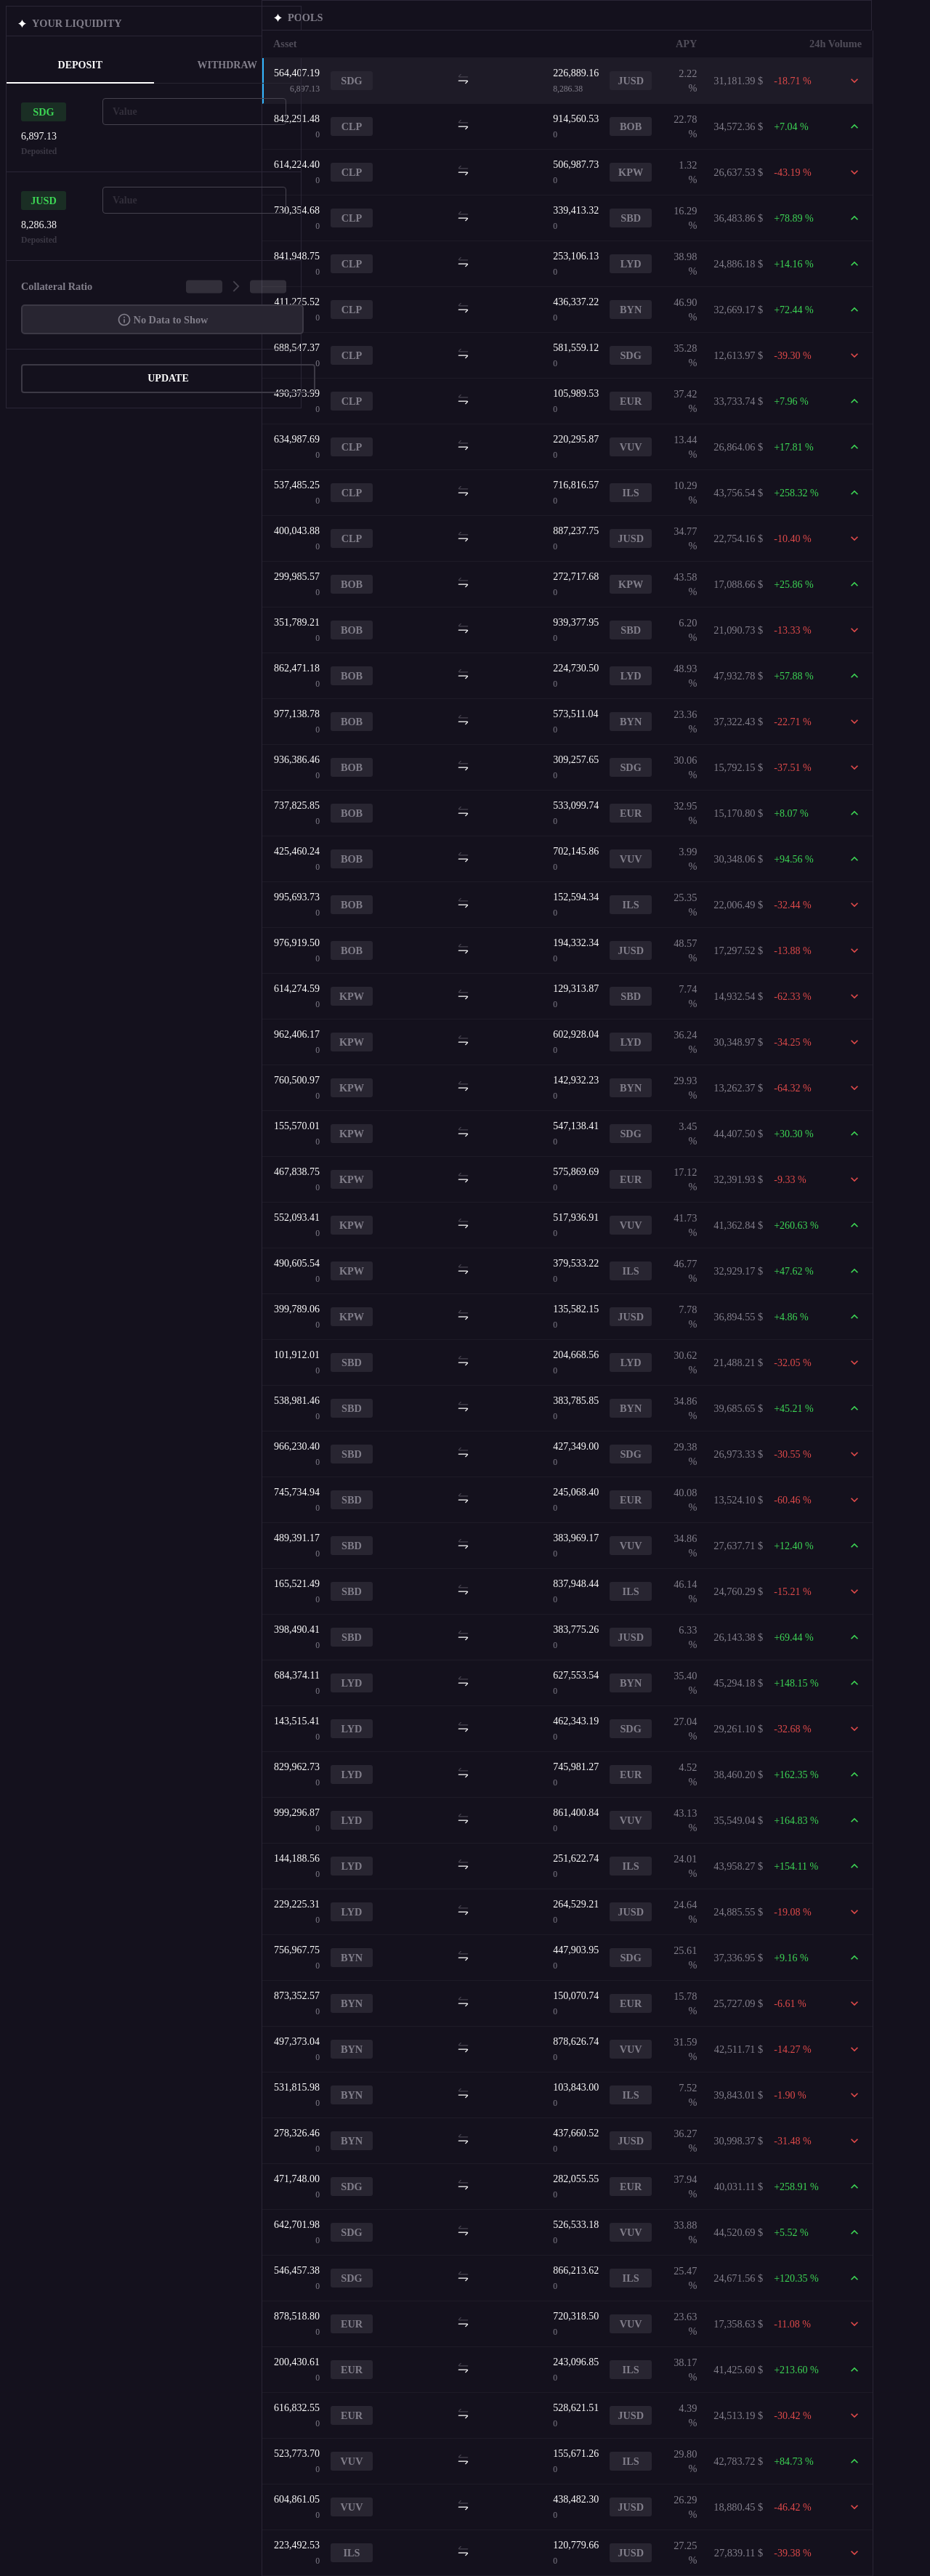 YOUR LIQUIDITY
DEPOSIT WITHDRAW
SDG Value
6,897.13
Deposited
JUSD Value
8,286.38
Deposited
Collateral Ratio
No Data to Show
UPDATE
POOLS
Asset APY 24h Volume
564,407.19 SDG 226,889.16 JUSD 2.22 % 31,181.39 $ -18.71 %
6,897.13 8,286.38
842,291.48 CLP 914,560.53 BOB 22.78 % 34,572.36 $ +7.04 %
0 0
614,224.40 CLP 506,987.73 KPW 1.32 % 26,637.53 $ -43.19 %
0 0
730,354.68 CLP 339,413.32 SBD 16.29 % 36,483.86 $ +78.89 %
0 0
841,948.75 CLP 253,106.13 LYD 38.98 % 24,886.18 $ +14.16 %
0 0
411,275.52 CLP 436,337.22 BYN 46.90 % 32,669.17 $ +72.44 %
0 0
688,547.37 CLP 581,559.12 SDG 35.28 % 12,613.97 $ -39.30 %
0 0
490,373.99 CLP 105,989.53 EUR 37.42 % 33,733.74 $ +7.96 %
0 0
634,987.69 CLP 220,295.87 VUV 13.44 % 26,864.06 $ +17.81 %
0 0
537,485.25 CLP 716,816.57 ILS 10.29 % 43,756.54 $ +258.32 %
0 0
400,043.88 CLP 887,237.75 JUSD 34.77 % 22,754.16 $ -10.40 %
0 0
299,985.57 BOB 272,717.68 KPW 43.58 % 17,088.66 $ +25.86 %
0 0
351,789.21 BOB 939,377.95 SBD 6.20 % 21,090.73 $ -13.33 %
0 0
862,471.18 BOB 224,730.50 LYD 48.93 % 47,932.78 $ +57.88 %
0 0
977,138.78 BOB 573,511.04 BYN 23.36 % 37,322.43 $ -22.71 %
0 0
936,386.46 BOB 309,257.65 SDG 30.06 % 15,792.15 $ -37.51 %
0 0
737,825.85 BOB 533,099.74 EUR 32.95 % 15,170.80 $ +8.07 %
0 0
425,460.24 BOB 702,145.86 VUV 3.99 % 30,348.06 $ +94.56 %
0 0
995,693.73 BOB 152,594.34 ILS 25.35 % 22,006.49 $ -32.44 %
0 0
976,919.50 BOB 194,332.34 JUSD 48.57 % 17,297.52 $ -13.88 %
0 0
614,274.59 KPW 129,313.87 SBD 7.74 % 14,932.54 $ -62.33 %
0 0
962,406.17 KPW 602,928.04 LYD 36.24 % 30,348.97 $ -34.25 %
0 0
760,500.97 KPW 142,932.23 BYN 29.93 % 13,262.37 $ -64.32 %
0 0
155,570.01 KPW 547,138.41 SDG 3.45 % 44,407.50 $ +30.30 %
0 0
467,838.75 KPW 575,869.69 EUR 17.12 % 32,391.93 $ -9.33 %
0 0
552,093.41 KPW 517,936.91 VUV 41.73 % 41,362.84 $ +260.63 %
0 0
490,605.54 KPW 379,533.22 ILS 46.77 % 32,929.17 $ +47.62 %
0 0
399,789.06 KPW 135,582.15 JUSD 7.78 % 36,894.55 $ +4.86 %
0 0
101,912.01 SBD 204,668.56 LYD 30.62 % 21,488.21 $ -32.05 %
0 0
538,981.46 SBD 383,785.85 BYN 34.86 % 39,685.65 $ +45.21 %
0 0
966,230.40 SBD 427,349.00 SDG 29.38 % 26,973.33 $ -30.55 %
0 0
745,734.94 SBD 245,068.40 EUR 40.08 % 13,524.10 $ -60.46 %
0 0
489,391.17 SBD 383,969.17 VUV 34.86 % 27,637.71 $ +12.40 %
0 0
165,521.49 SBD 837,948.44 ILS 46.14 % 24,760.29 $ -15.21 %
0 0
398,490.41 SBD 383,775.26 JUSD 6.33 % 26,143.38 $ +69.44 %
0 0
684,374.11 LYD 627,553.54 BYN 35.40 % 45,294.18 $ +148.15 %
0 0
143,515.41 LYD 462,343.19 SDG 27.04 % 29,261.10 $ -32.68 %
0 0
829,962.73 LYD 745,981.27 EUR 4.52 % 38,460.20 $ +162.35 %
0 0
999,296.87 LYD 861,400.84 VUV 43.13 % 35,549.04 $ +164.83 %
0 0
144,188.56 LYD 251,622.74 ILS 24.01 % 43,958.27 $ +154.11 %
0 0
229,225.31 LYD 264,529.21 JUSD 24.64 % 24,885.55 $ -19.08 %
0 0
756,967.75 BYN 447,903.95 SDG 25.61 % 37,336.95 $ +9.16 %
0 0
873,352.57 BYN 150,070.74 EUR 15.78 % 25,727.09 $ -6.61 %
0 0
497,373.04 BYN 878,626.74 VUV 31.59 % 42,511.71 $ -14.27 %
0 0
531,815.98 BYN 103,843.00 ILS 7.52 % 39,843.01 $ -1.90 %
0 0
278,326.46 BYN 437,660.52 JUSD 36.27 % 30,998.37 $ -31.48 %
0 0
471,748.00 SDG 282,055.55 EUR 37.94 % 40,031.11 $ +258.91 %
0 0
642,701.98 SDG 526,533.18 VUV 33.88 % 44,520.69 $ +5.52 %
0 0
546,457.38 SDG 866,213.62 ILS 25.47 % 24,671.56 $ +120.35 %
0 0
878,518.80 EUR 720,318.50 VUV 23.63 % 17,358.63 $ -11.08 %
0 0
200,430.61 EUR 243,096.85 ILS 38.17 % 41,425.60 $ +213.60 %
0 0
616,832.55 EUR 528,621.51 JUSD 4.39 % 24,513.19 $ -30.42 %
0 0
523,773.70 VUV 155,671.26 ILS 29.80 % 42,783.72 $ +84.73 %
0 0
604,861.05 VUV 438,482.30 JUSD 26.29 % 18,880.45 $ -46.42 %
0 0
223,492.53 ILS 120,779.66 JUSD 27.25 % 27,839.11 $ -39.38 %
0 0